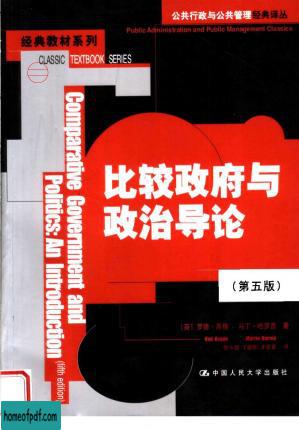 公共行政与公共管理经典译丛
Public Administration and Public Management Classics
经典教材系列
CLASSIC TEXTBOOK SERIES
Comparative Government and
Politics: An Introduction
(fifth edition)
比较政府与
政治导论
(第五版)
[英] 罗德·黑格
马丁·哈罗普
著
Rod Hague
Martin Harrop
中国人民大学出版社
homeofpdf.com